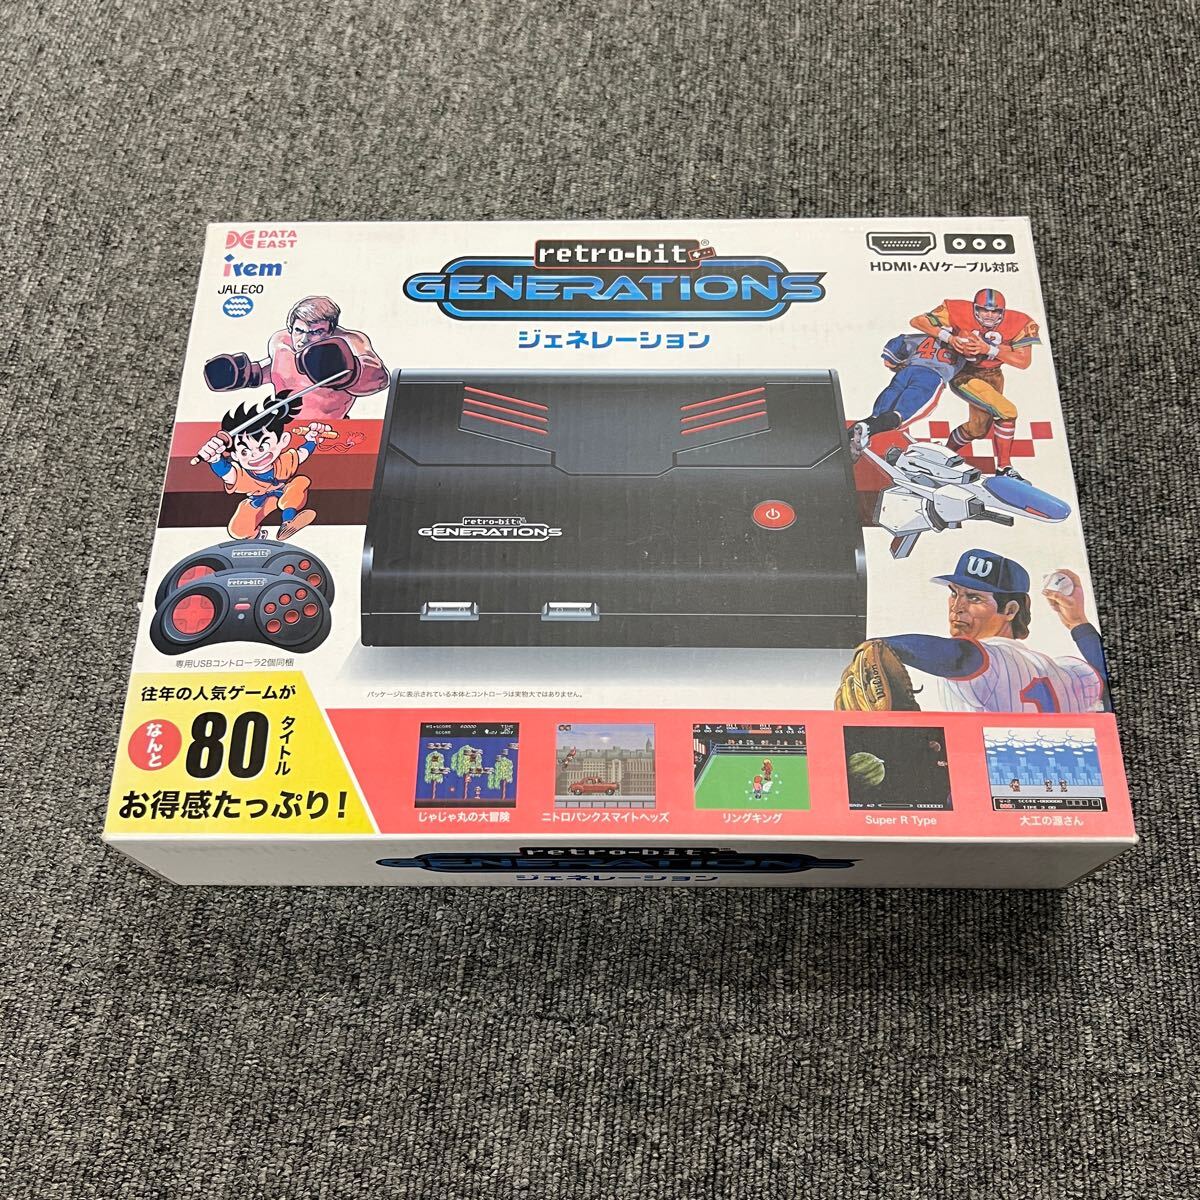 DATA
EAST
irem
JALECO
retro-bit®
GENERATIONS
ジェネレーション
HDMI・AVケーブル対応
retro-bit
GENERATIONS
retro-bit
retro-bit
専用USBコントローラ2個同梱
パッケージに表示されている本体とコントローラは実物大ではありません。
往年の人気ゲームが
なんと
80
タイトル
お得感たっぷり！
じゃじゃ丸の大冒険
ニトロパンクスマイトヘッズ
リングキング
Super R Type
大工の源さん
W
1
retro-bit
GENERATIONS
ジェネレーション